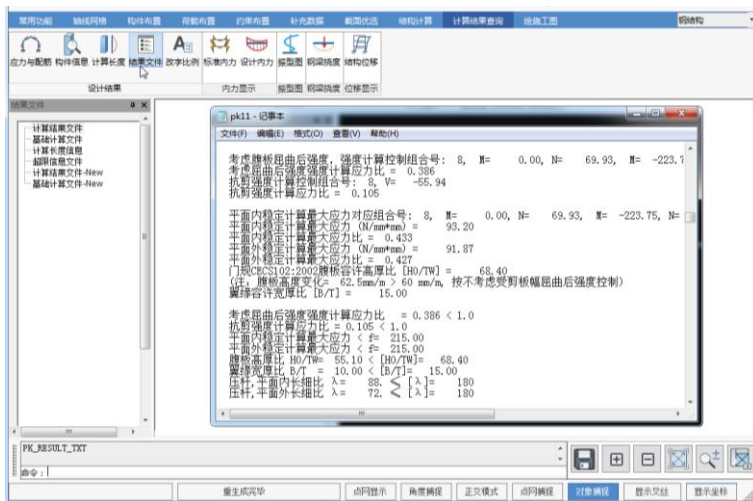 常用功能 轴线网格 构件布置 荷载布置 约束布置 补充数据 截面优选 结构计算 计算结果查询 绘施工图 钢结构
应力与配筋 构件信息 计算长度 结果文件 改字比例 标准内力 设计内力 振型图 钢梁挠度 结构位移
设计结果 内力显示 振型图 钢梁挠度 位移显示
结果文件
计算结果文件
基础计算文件
计算长度信息
超限信息文件
计算结果文件-New
基础计算文件-New
pk11 - 记事本
文件(F) 编辑(E) 格式(O) 查看(V) 帮助(H)
考虑腹板屈曲后强度, 强度计算控制组合号: 8, M= 0.00, N= 69.93, M= -223.7
考虑屈曲后强度强度计算应力比 = 0.386
抗剪强度计算控制组合号: 8, V= -55.94
抗剪强度计算应力比 = 0.105
平面内稳定计算最大应力对应组合号: 8, M= 0.00, N= 69.93, M= -223.75, N=
平面内稳定计算最大应力 (N/mm*mm) = 93.20
平面内稳定计算最大应力比 = 0.433
平面外稳定计算最大应力 (N/mm*mm) = 91.87
平面外稳定计算最大应力比 = 0.427
门规CECS102:2002腹板容许高厚比 [H0/TW] = 68.40
(注: 腹板高度变化= 62.5mm/m > 60 mm/m, 按不考虑受剪板幅屈曲后强度控制)
翼缘容许宽厚比 [B/T] = 15.00
考虑屈曲后强度强度计算应力比 = 0.386 < 1.0
抗剪强度计算应力比 = 0.105 < 1.0
平面内稳定计算最大应力 < f= 215.00
平面外稳定计算最大应力 < f= 215.00
腹板高厚比 H0/TW= 55.10 < [H0/TW]= 68.40
翼缘宽厚比 B/T = 10.00 < [B/T]= 15.00
压杆,平面内长细比 λ= 88. ≤ [λ]= 180
压杆,平面外长细比 λ= 72. ≤ [λ]= 180
PK_RESULT_TXT
命令:
重生成完毕 点网显示 角度捕捉 正交模式 点网捕捉 对象捕捉 显示叉丝 显示坐标